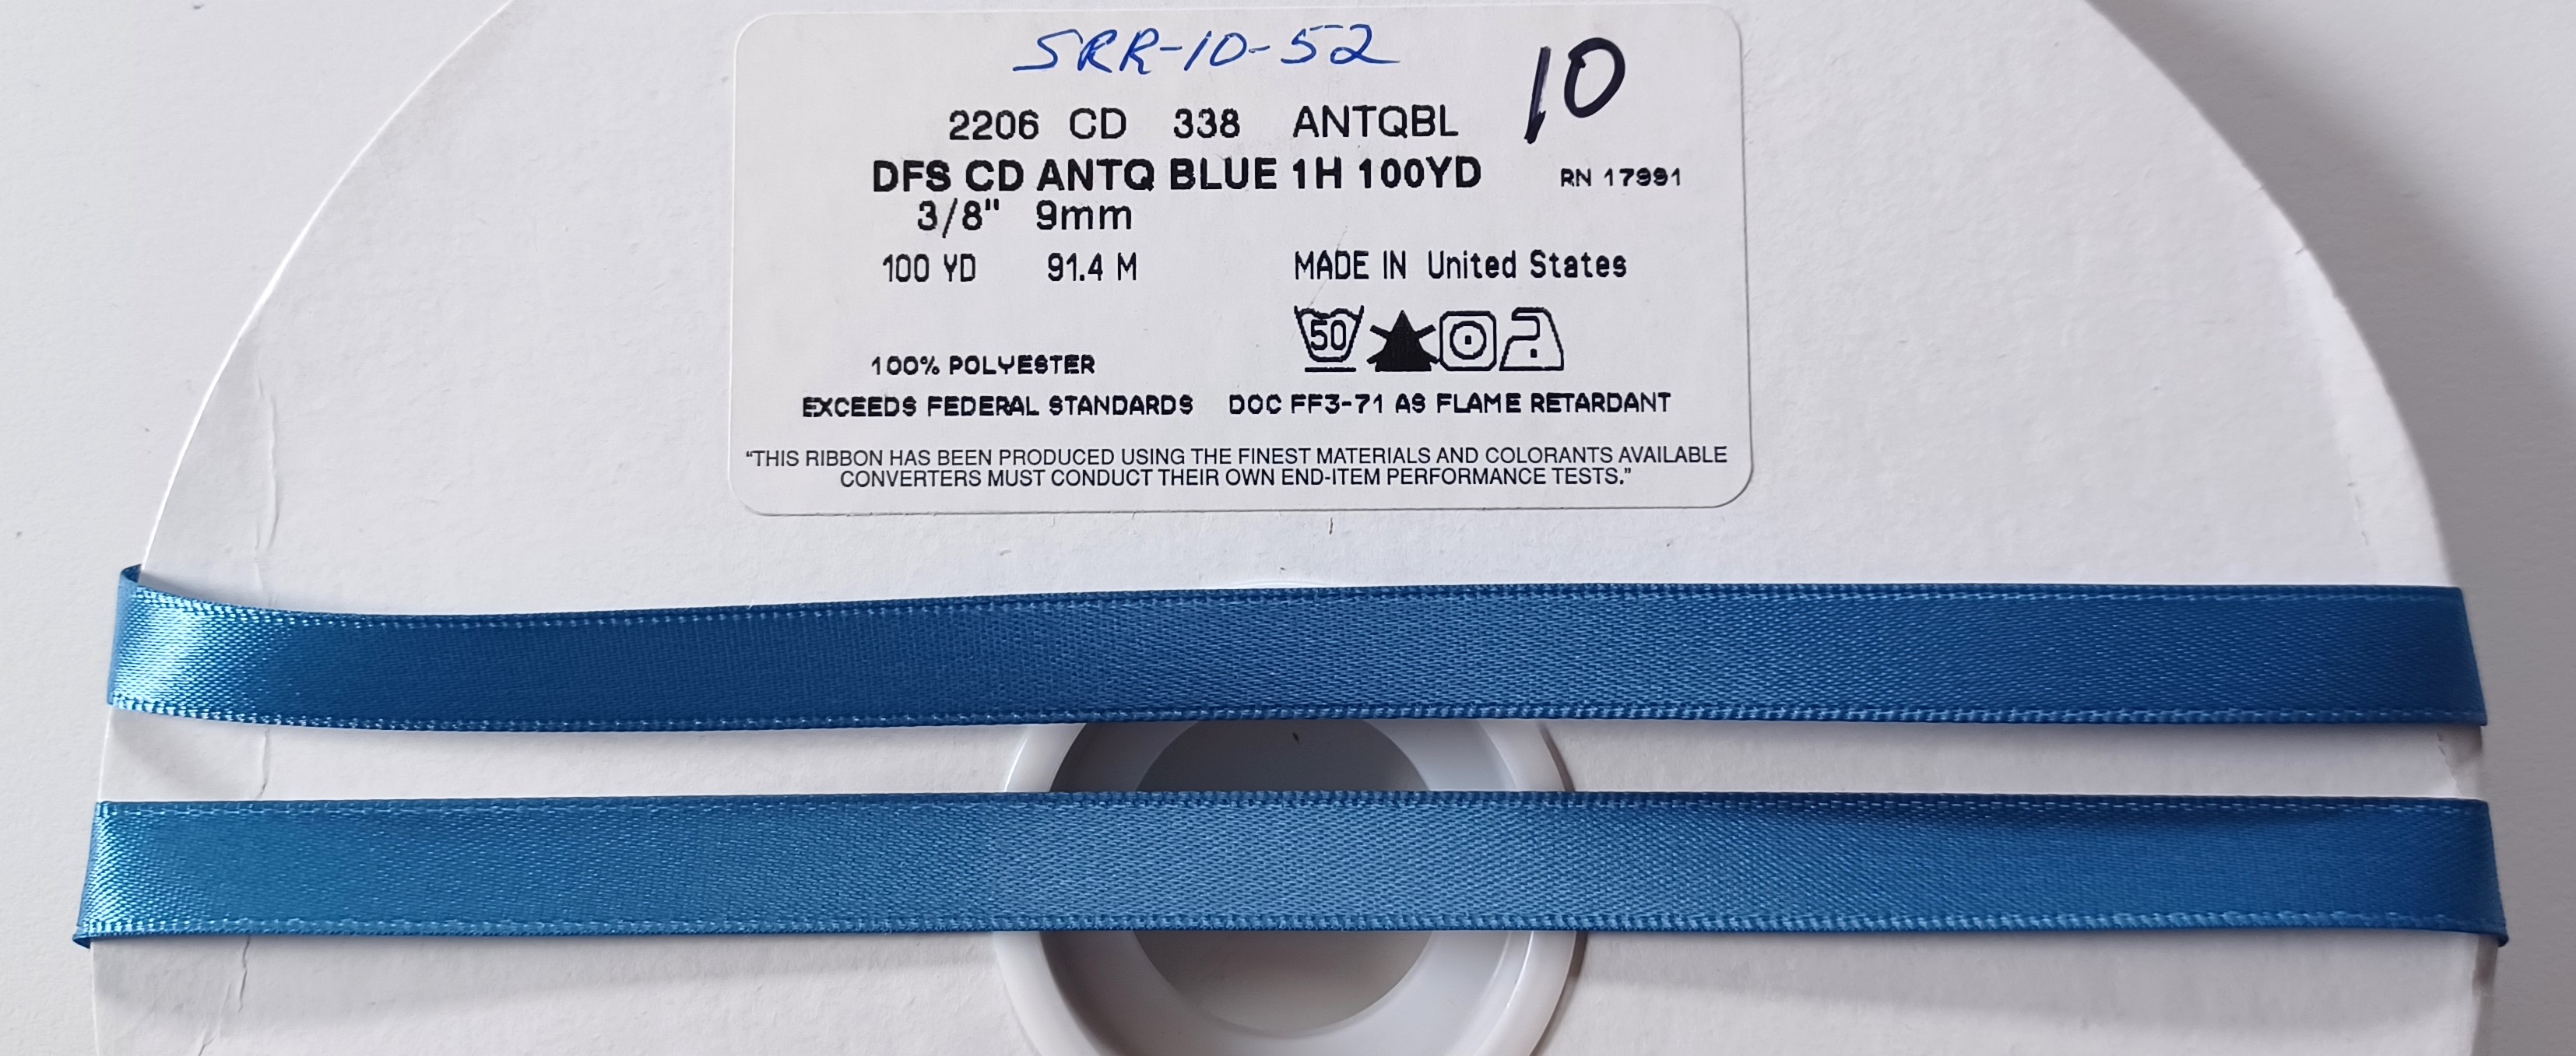 SRR-10-52
10
2206 CD 338 ANTQBL
DFS CD ANTQ BLUE 1H 100YD
RN 17991
3/8" 9mm
100 YD 91.4 M
MADE IN United States
50
100% POLYESTER
EXCEEDS FEDERAL STANDARDS DOC FF3-71 AS FLAME RETARDANT
“THIS RIBBON HAS BEEN PRODUCED USING THE FINEST MATERIALS AND COLORANTS AVAILABLE
CONVERTERS MUST CONDUCT THEIR OWN END-ITEM PERFORMANCE TESTS.”